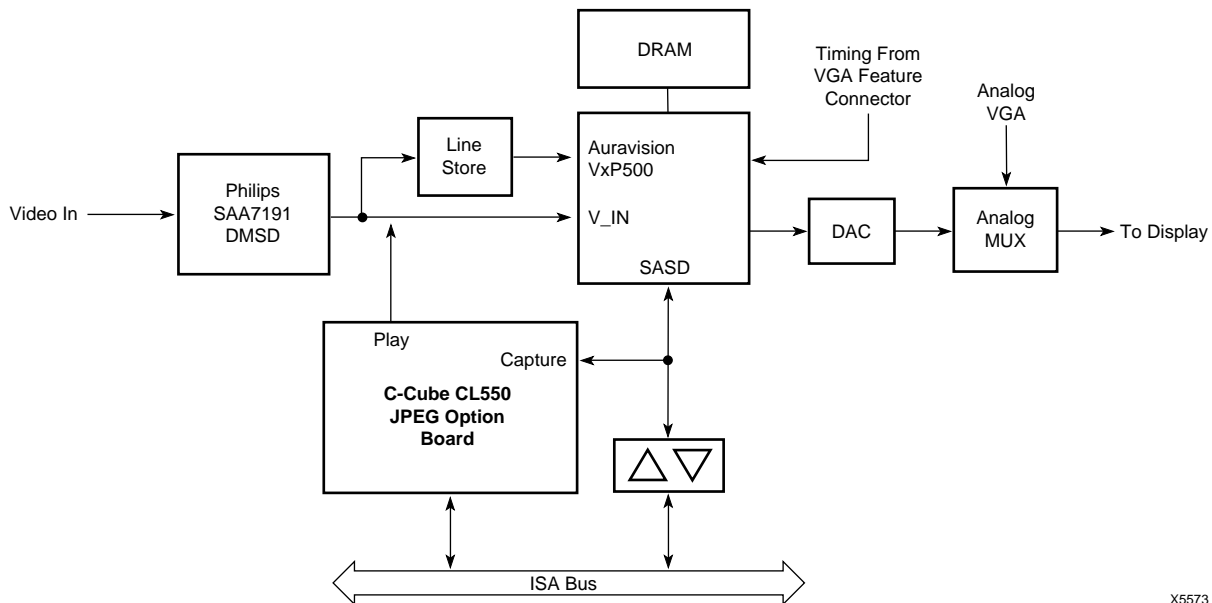 DRAM
Timing From
VGA Feature
Connector
Analog
VGA
Line
Store
Auravision
VxP500
Philips
SAA7191
DMSD
Video In
V_IN
DAC
Analog
MUX
To Display
SASD
Play
Capture
C-Cube CL550
JPEG Option
Board
ISA Bus
X5573